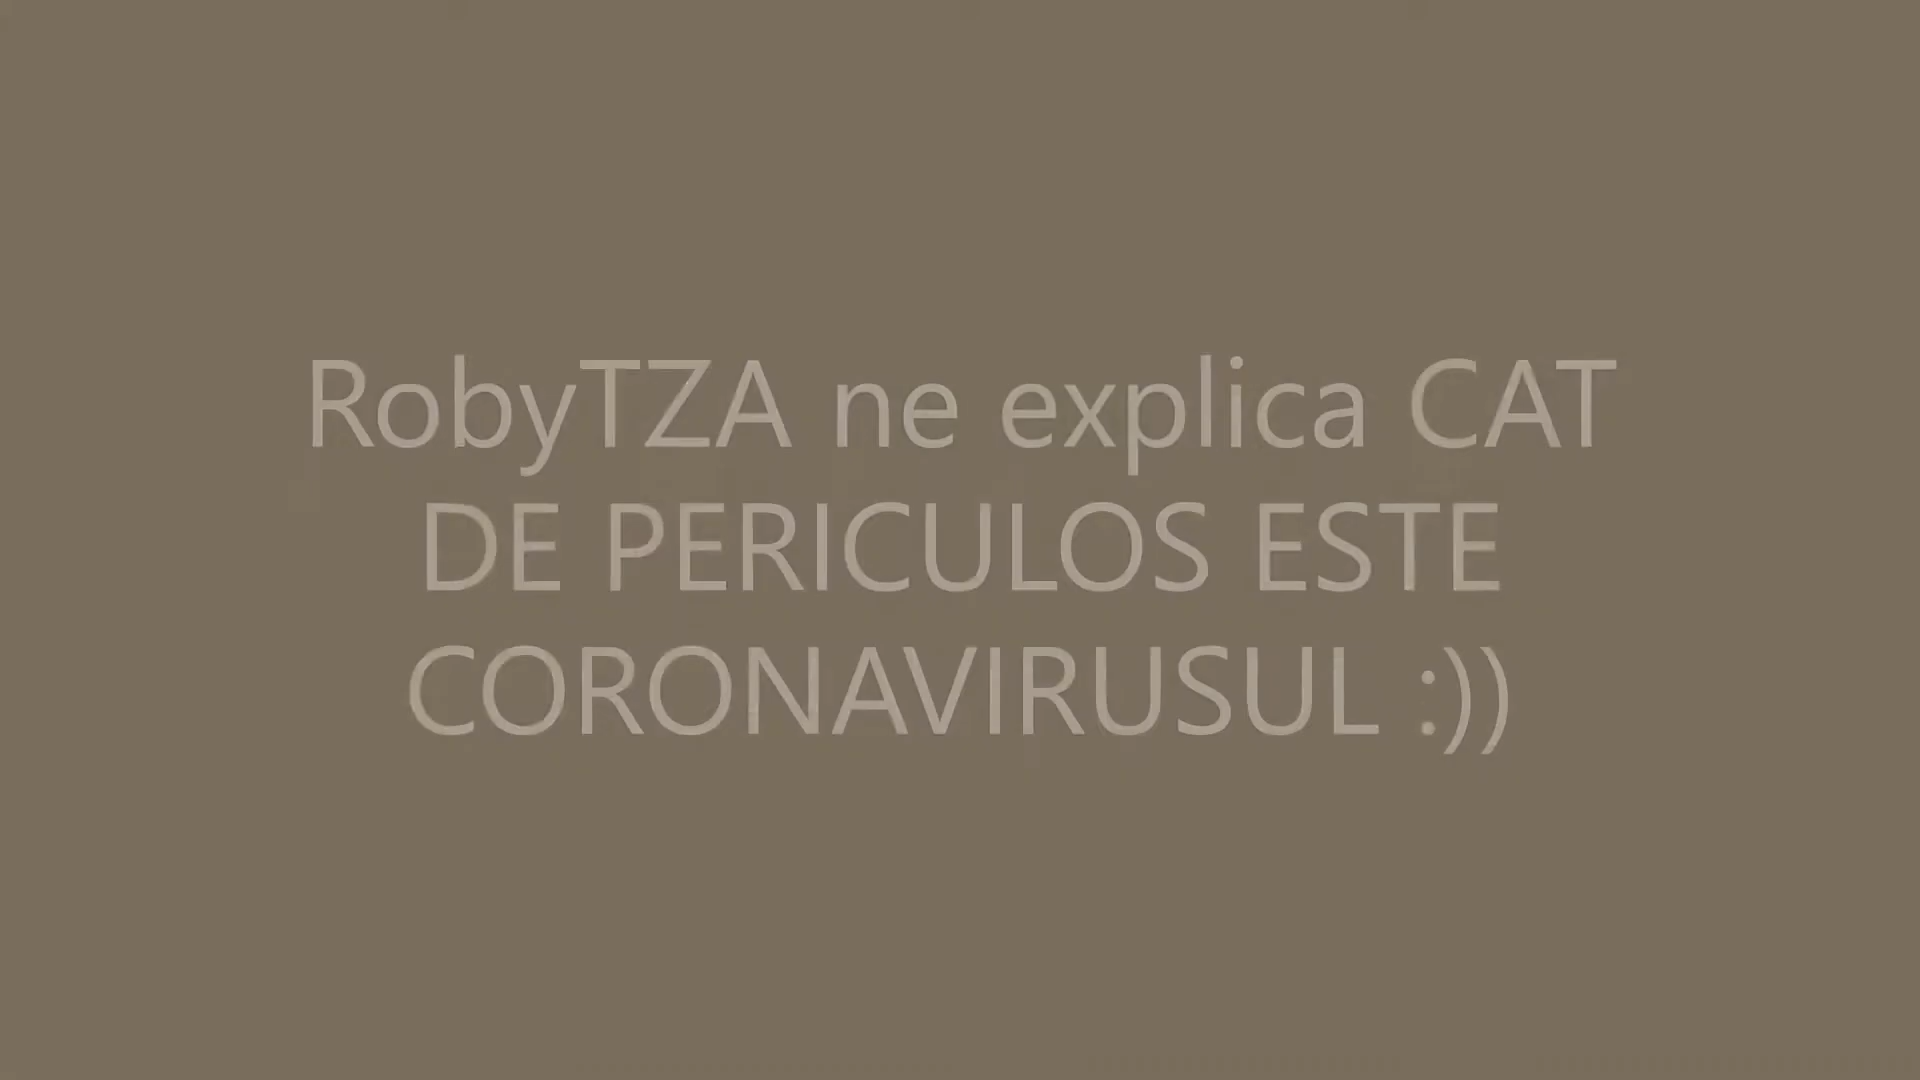 RobyTZA ne explica CAT
DE PERICULOS ESTE
CORONAVIRUSUL :))